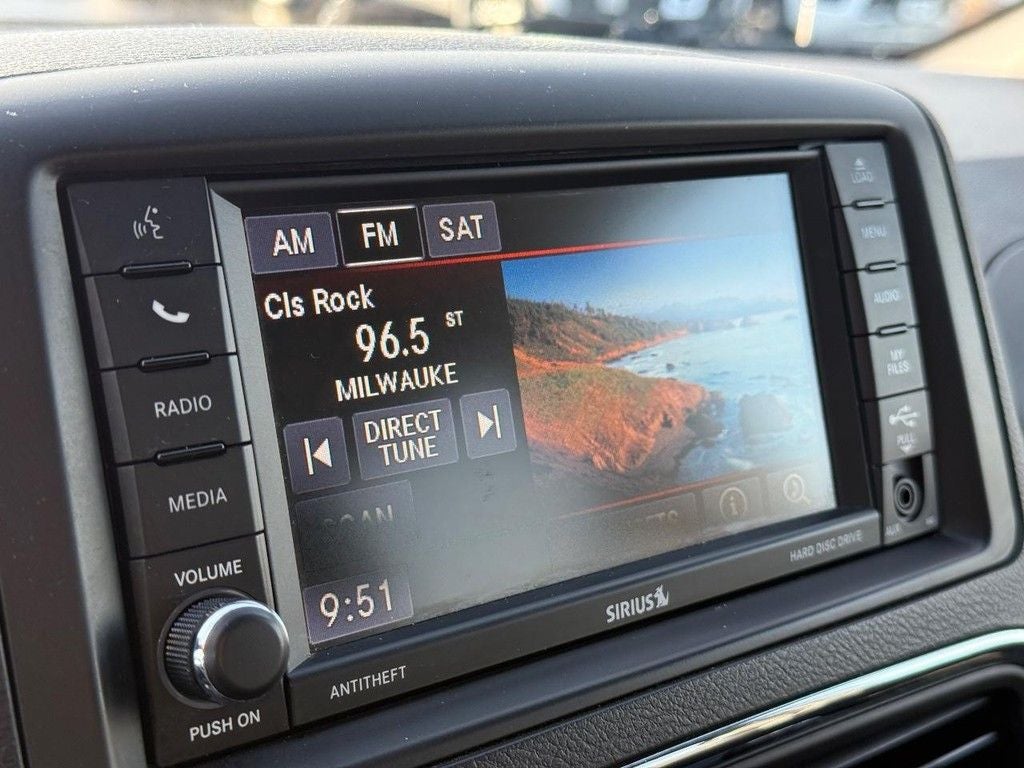 AM
FM
SAT
Cls Rock
96.5 ST
MILWAUKE
DIRECT
TUNE
SCAN
9:51
RADIO
MEDIA
VOLUME
PUSH ON
ANTITHEFT
SIRIUS
HARD DISC DRIVE
LOAD
MENU
AUDIO
MY
FILES
PULL
AUX